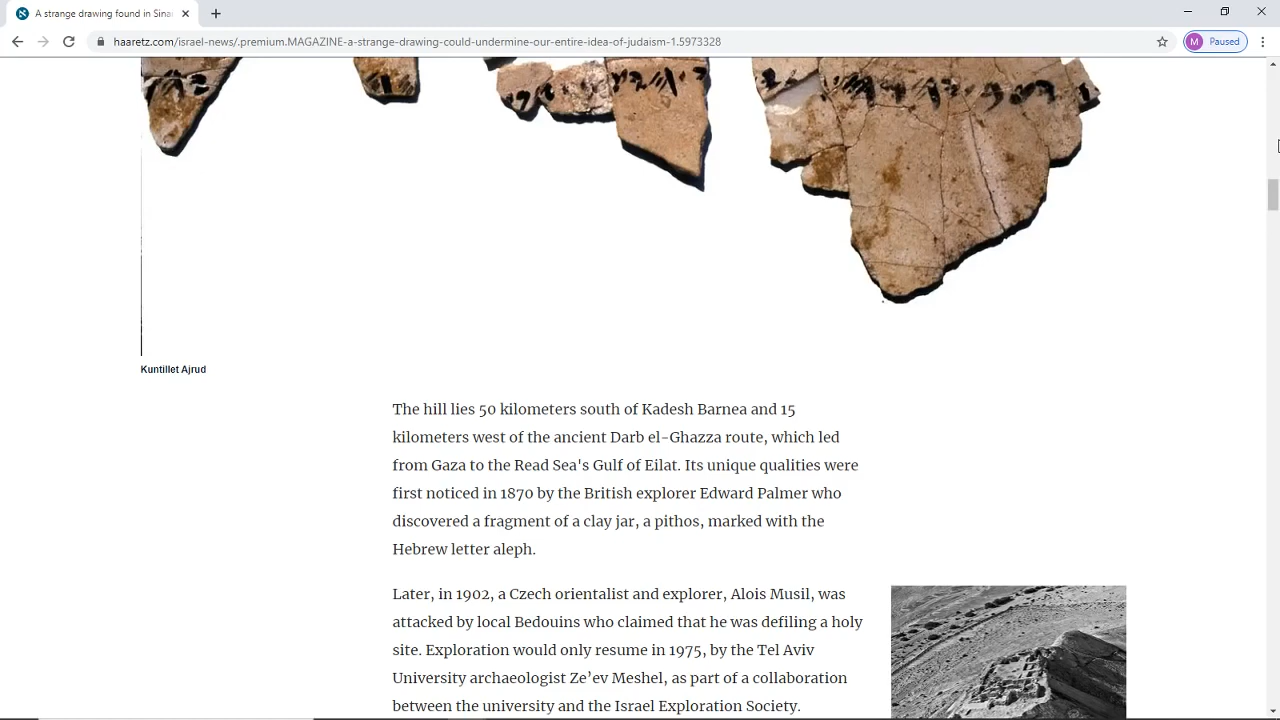 A strange drawing found in Sina
haaretz.com/israel-news/.premium.MAGAZINE-a-strange-drawing-could-undermine-our-entire-idea-of-judaism-1.5973328
M Paused
Kuntillet Ajrud
The hill lies 50 kilometers south of Kadesh Barnea and 15
kilometers west of the ancient Darb el-Ghazza route, which led
from Gaza to the Read Sea's Gulf of Eilat. Its unique qualities were
first noticed in 1870 by the British explorer Edward Palmer who
discovered a fragment of a clay jar, a pithos, marked with the
Hebrew letter aleph.
Later, in 1902, a Czech orientalist and explorer, Alois Musil, was
attacked by local Bedouins who claimed that he was defiling a holy
site. Exploration would only resume in 1975, by the Tel Aviv
University archaeologist Ze’ev Meshel, as part of a collaboration
between the university and the Israel Exploration Society.